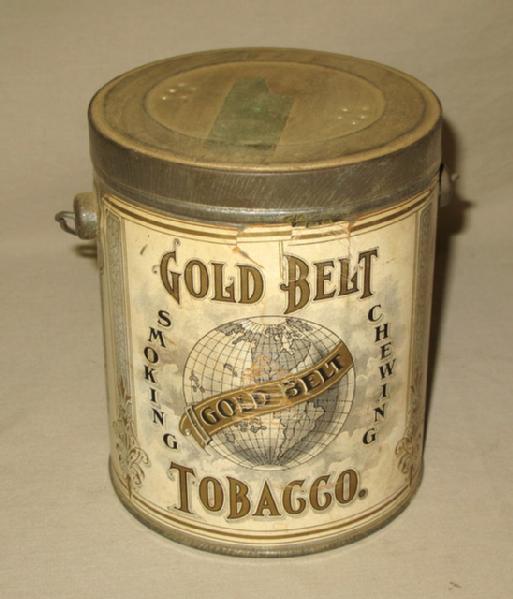 GOLD BELT
SMOKING
CHEWING
GOLD BELT
TOBACCO.